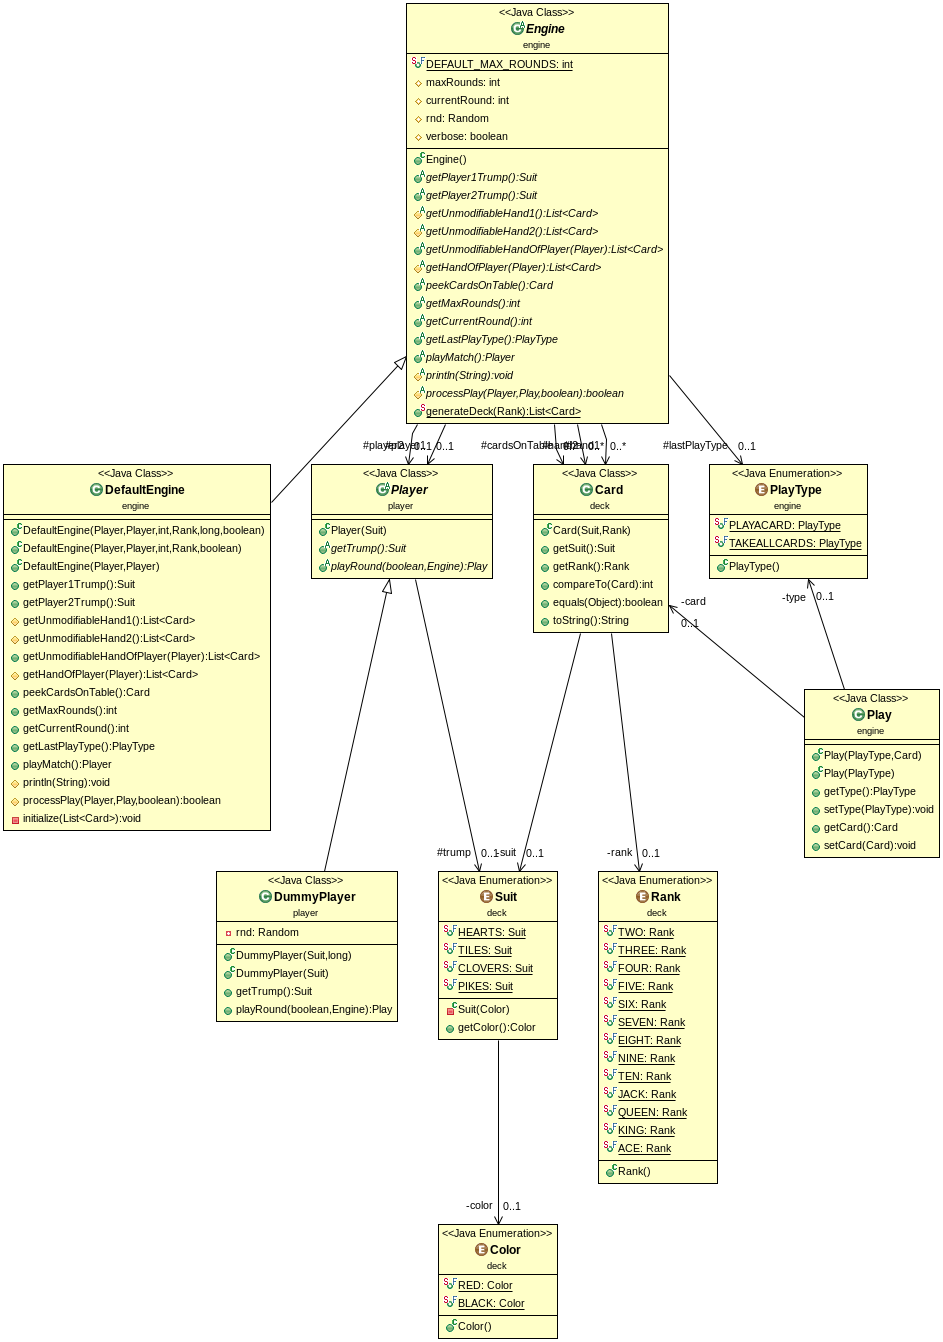 <<Java Class>>
Engine
engine
DEFAULT_MAX_ROUNDS: int
maxRounds: int
currentRound: int
rnd: Random
verbose: boolean
Engine()
getPlayer1Trump():Suit
getPlayer2Trump():Suit
getUnmodifiableHand1():List<Card>
getUnmodifiableHand2():List<Card>
getUnmodifiableHandOfPlayer(Player):List<Card>
getHandOfPlayer(Player):List<Card>
peekCardsOnTable():Card
getMaxRounds():int
getCurrentRound():int
getLastPlayType():PlayType
playMatch():Player
println(String):void
processPlay(Player,Play,boolean):boolean
generateDeck(Rank):List<Card>
#player2
#player1
0..1
0..1
#cardsOnTable
#hand2
#hand1
0..*
0..*
#lastPlayType
0..1
<<Java Class>>
DefaultEngine
engine
DefaultEngine(Player,Player,int,Rank,long,boolean)
DefaultEngine(Player,Player,int,Rank,boolean)
DefaultEngine(Player,Player)
getPlayer1Trump():Suit
getPlayer2Trump():Suit
getUnmodifiableHand1():List<Card>
getUnmodifiableHand2():List<Card>
getUnmodifiableHandOfPlayer(Player):List<Card>
getHandOfPlayer(Player):List<Card>
peekCardsOnTable():Card
getMaxRounds():int
getCurrentRound():int
getLastPlayType():PlayType
playMatch():Player
println(String):void
processPlay(Player,Play,boolean):boolean
initialize(List<Card>):void
<<Java Class>>
Player
player
Player(Suit)
getTrump():Suit
playRound(boolean,Engine):Play
<<Java Class>>
Card
deck
Card(Suit,Rank)
getSuit():Suit
getRank():Rank
compareTo(Card):int
equals(Object):boolean
toString():String
<<Java Enumeration>>
PlayType
engine
PLAYACARD: PlayType
TAKEALLCARDS: PlayType
PlayType()
-card
0..1
-type
0..1
<<Java Class>>
Play
engine
Play(PlayType,Card)
Play(PlayType)
getType():PlayType
setType(PlayType):void
getCard():Card
setCard(Card):void
#trump
0..1
-suit
0..1
-rank
0..1
<<Java Class>>
DummyPlayer
player
rnd: Random
DummyPlayer(Suit,long)
DummyPlayer(Suit)
getTrump():Suit
playRound(boolean,Engine):Play
<<Java Enumeration>>
Suit
deck
HEARTS: Suit
TILES: Suit
CLOVERS: Suit
PIKES: Suit
Suit(Color)
getColor():Color
<<Java Enumeration>>
Rank
deck
TWO: Rank
THREE: Rank
FOUR: Rank
FIVE: Rank
SIX: Rank
SEVEN: Rank
EIGHT: Rank
NINE: Rank
TEN: Rank
JACK: Rank
QUEEN: Rank
KING: Rank
ACE: Rank
Rank()
-color
0..1
<<Java Enumeration>>
Color
deck
RED: Color
BLACK: Color
Color()